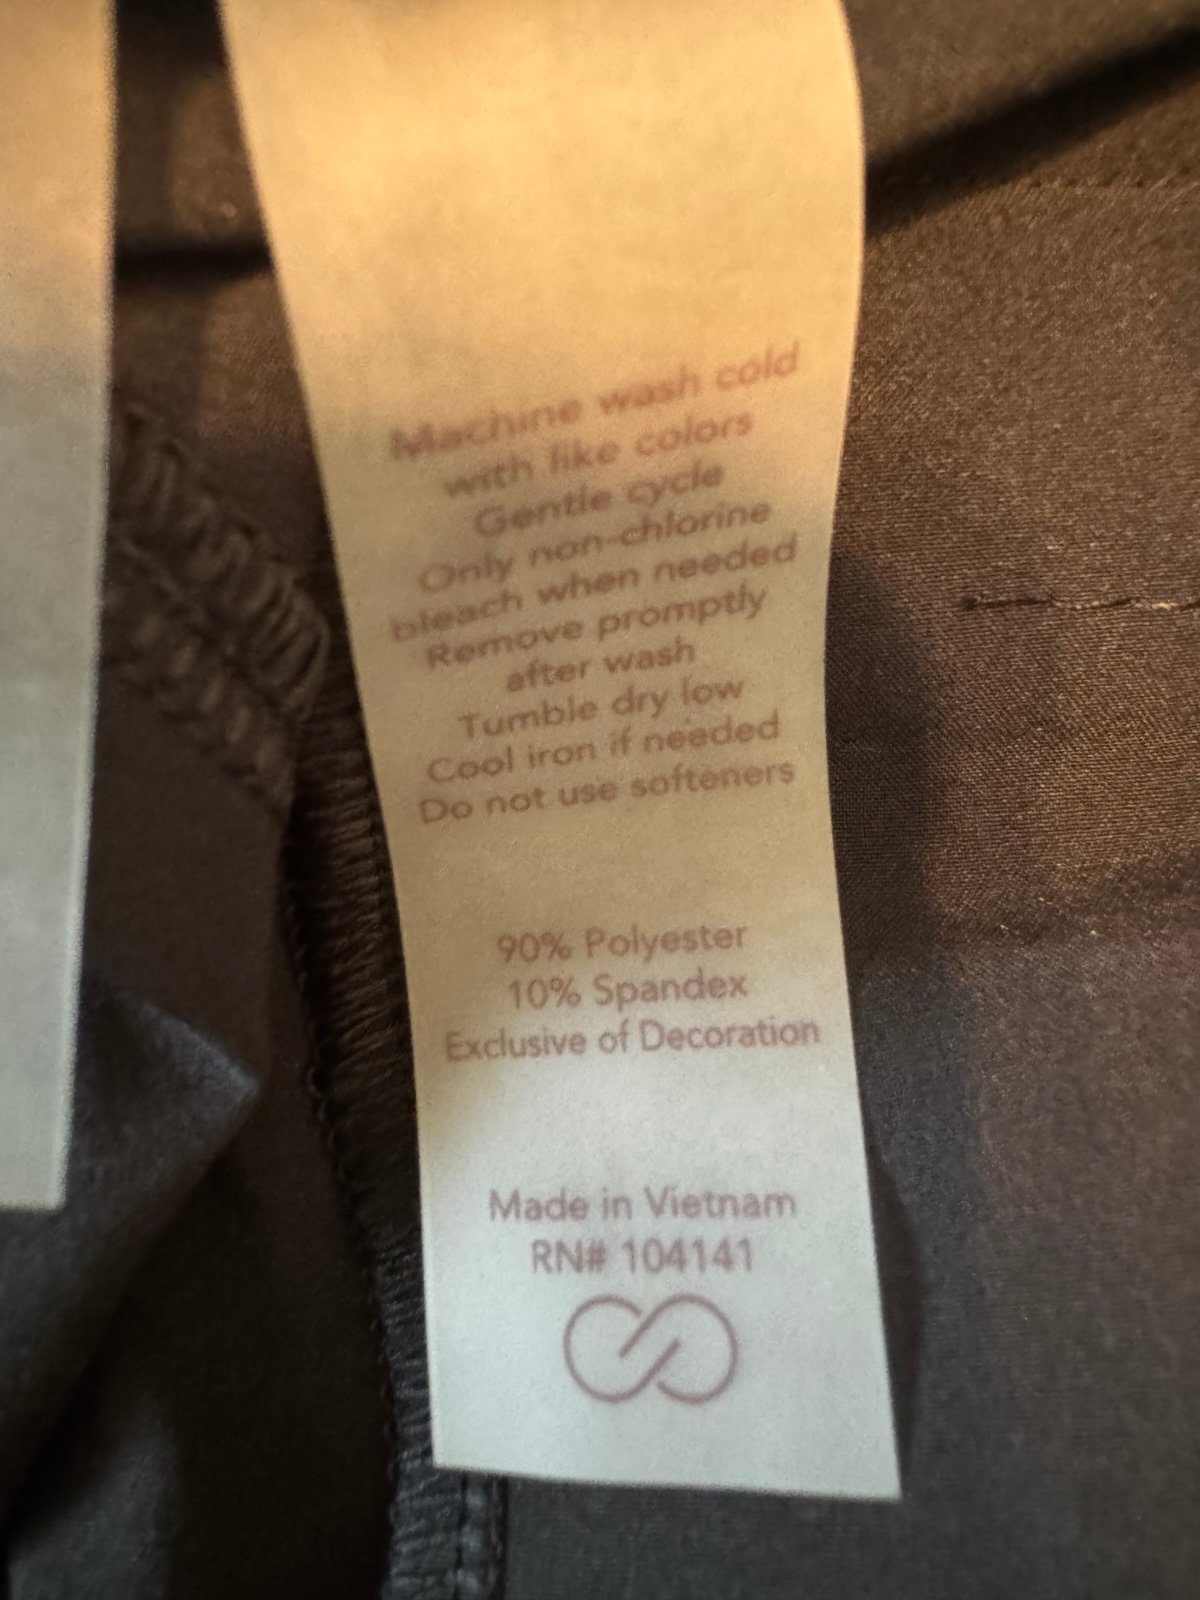 Machine wash cold
with like colors
Gentle cycle
Only non-chlorine
bleach when needed
Remove promptly
after wash
Tumble dry low
Cool iron if needed
Do not use softeners
90% Polyester
10% Spandex
Exclusive of Decoration
Made in Vietnam
RN# 104141